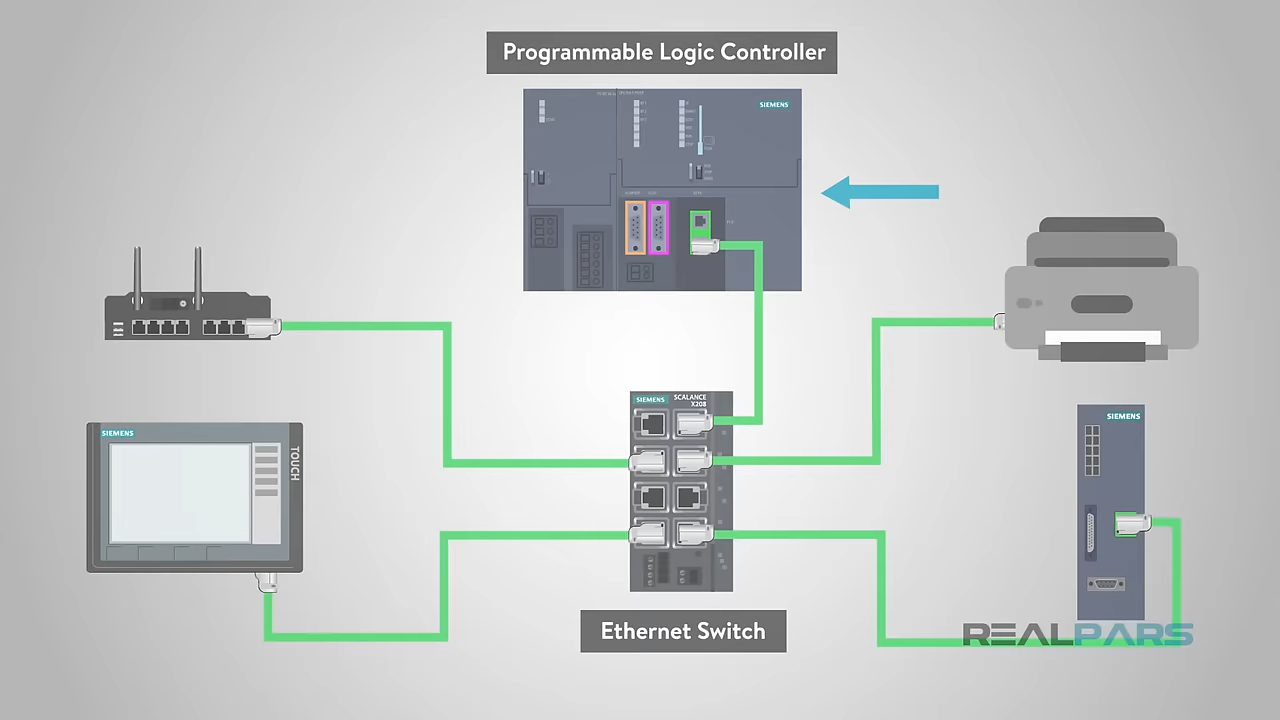 Programmable Logic Controller
SIEMENS
SIEMENS
SCALANCE
X208
SIEMENS
TOUCH
SIEMENS
Ethernet Switch
REALPARS